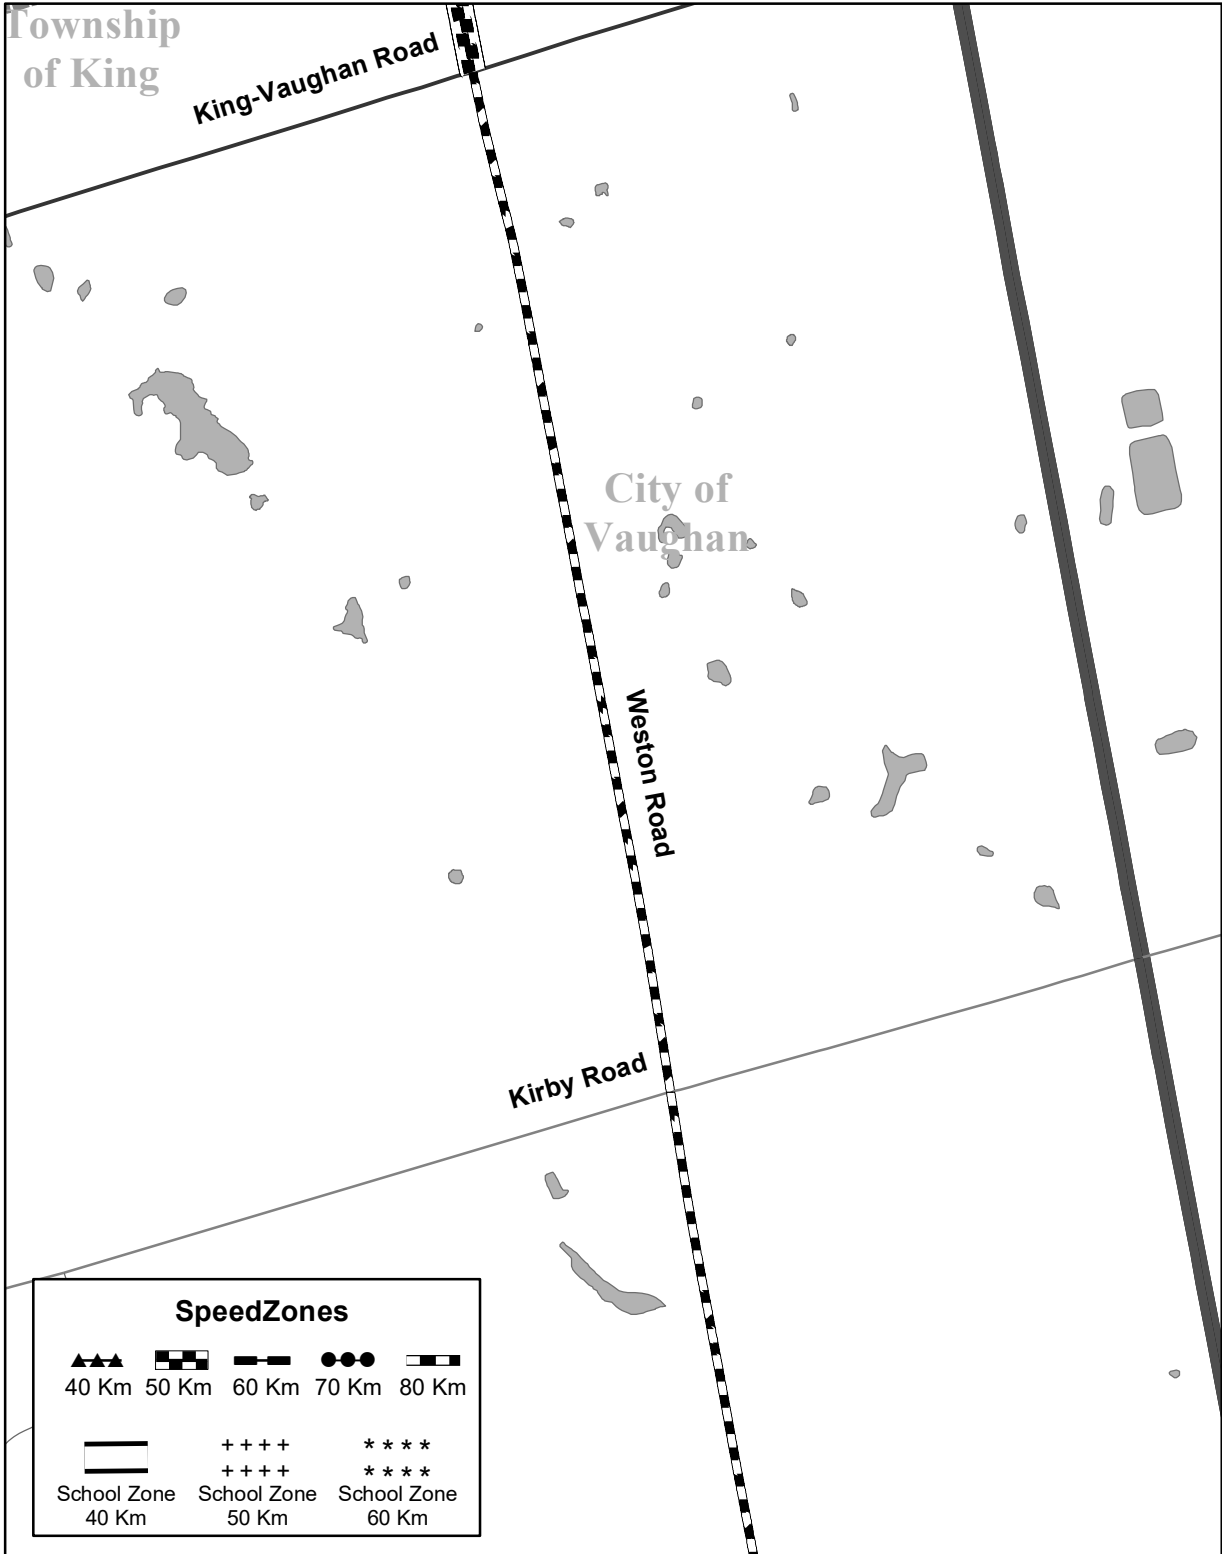 Township
of King
King-Vaughan Road
City of
Vaughan
Weston Road
Kirby Road
SpeedZones
40 Km 50 Km 60 Km 70 Km 80 Km
School Zone School Zone School Zone
40 Km 50 Km 60 Km